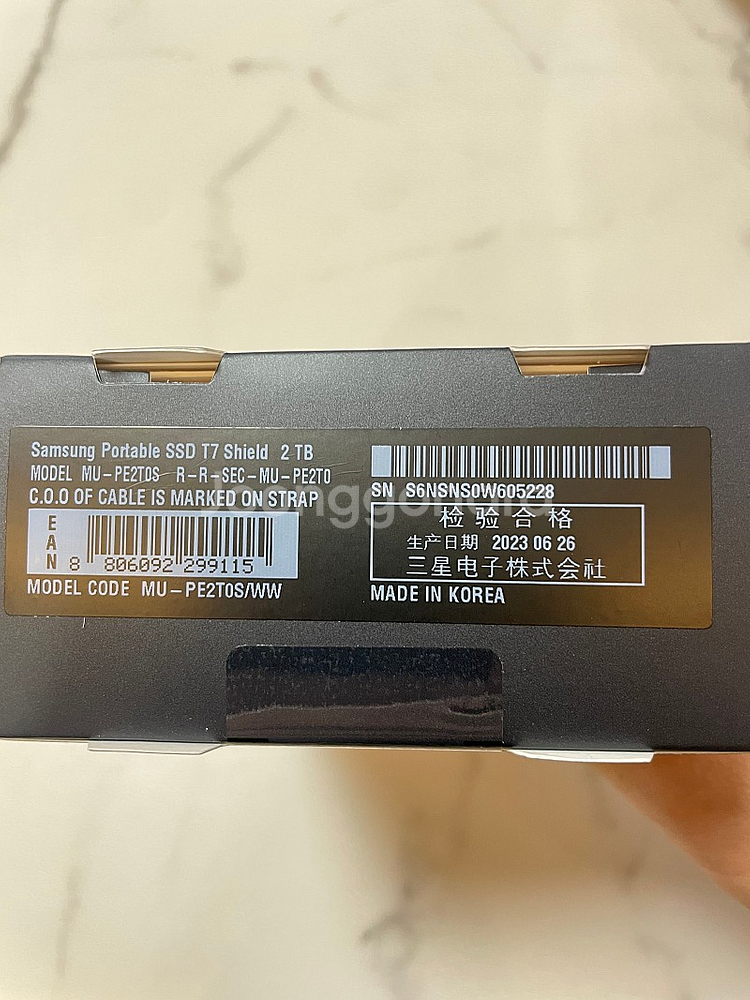 Samsung Portable SSD T7 Shield 2 TB
MODEL MU-PE2T0S R-R-SEC-MU-PE2T0
C.O.O OF CABLE IS MARKED ON STRAP
EAN
8 806092 299115
MODEL CODE MU-PE2T0S/WW
SN S6NSNS0W605228
检验合格
生产日期 2023 06 26
三星电子株式会社
MADE IN KOREA
Joonggonara